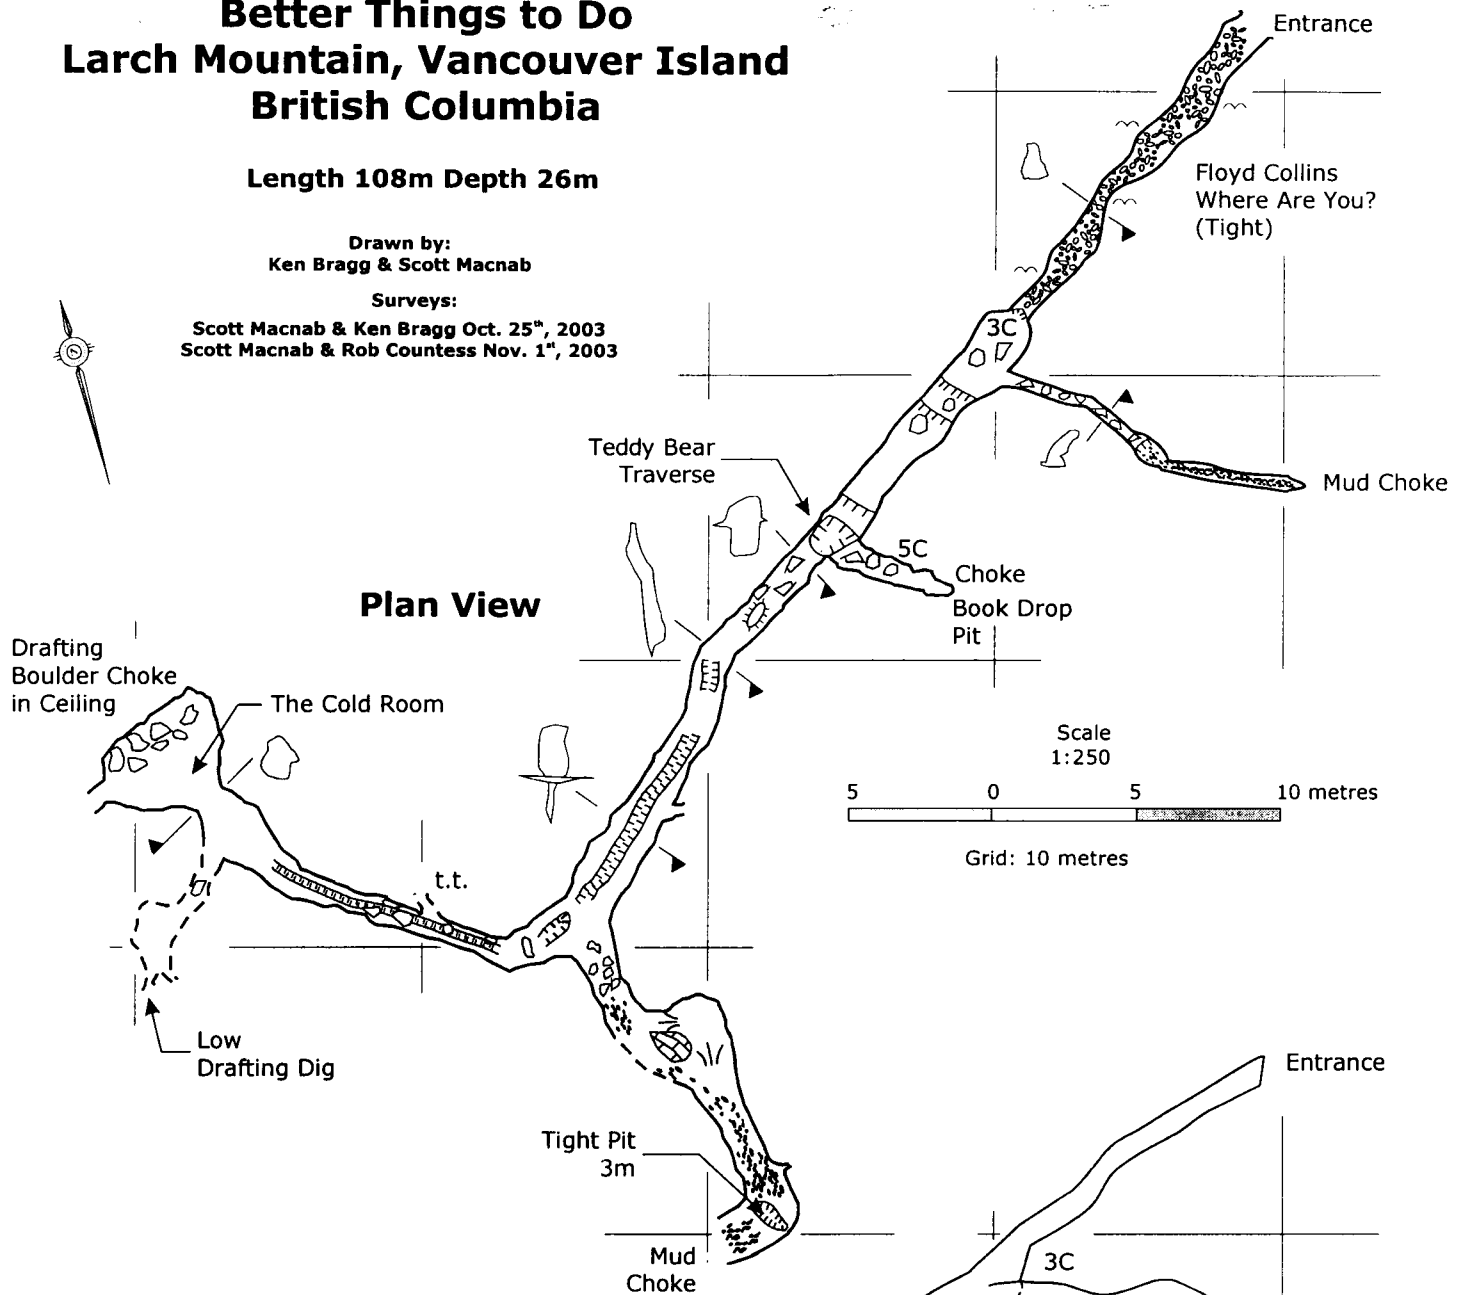 Better Things to Do
Larch Mountain, Vancouver Island
British Columbia
Length 108m Depth 26m
Drawn by:
Ken Bragg & Scott Macnab
Surveys:
Scott Macnab & Ken Bragg Oct. 25th, 2003
Scott Macnab & Rob Countess Nov. 1st, 2003
Entrance
Floyd Collins
Where Are You?
(Tight)
3C
Teddy Bear
Traverse
Mud Choke
5C
Choke
Book Drop
Pit
Plan View
Drafting
Boulder Choke
in Ceiling
The Cold Room
Scale
1:250
5 0 5 10 metres
Grid: 10 metres
t.t.
Low
Drafting Dig
Tight Pit
3m
Mud
Choke
Entrance
3C